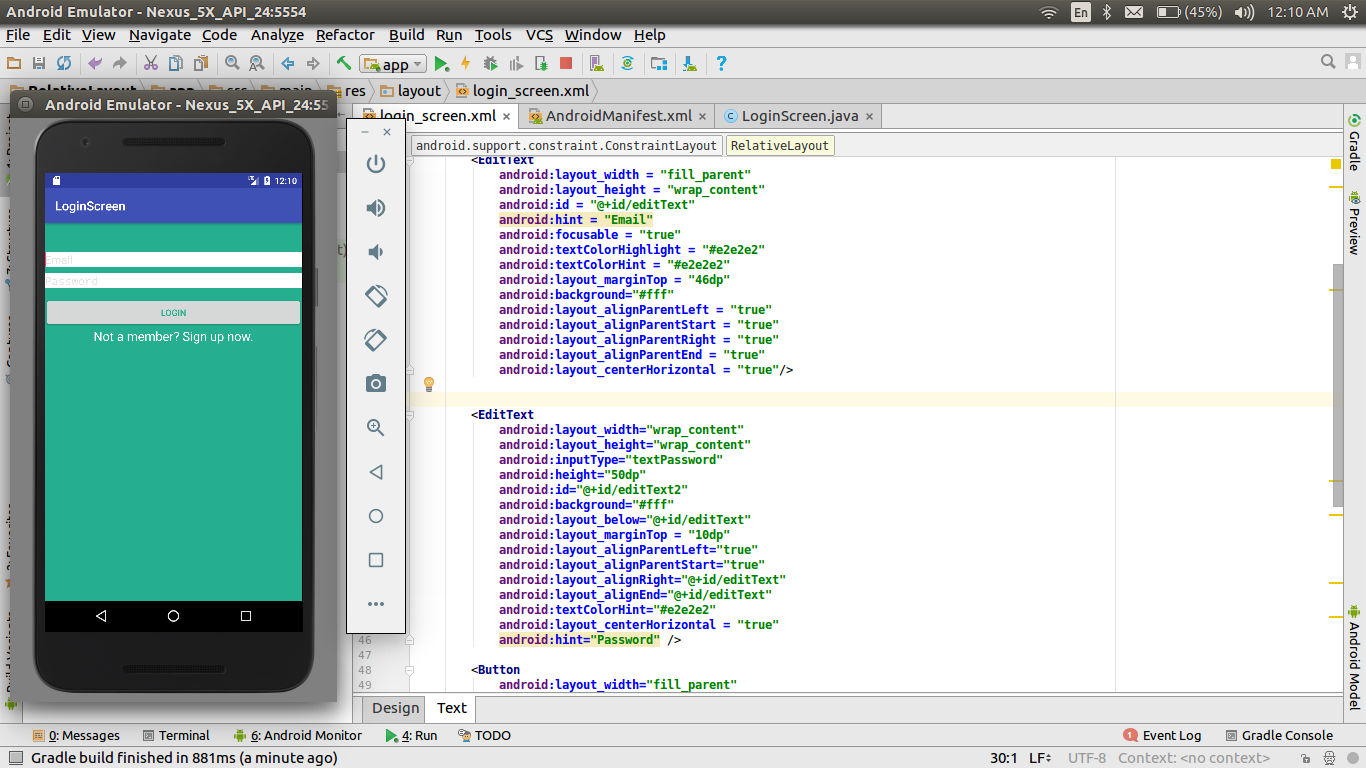 Android Emulator - Nexus_5X_API_24:5554
En
(45%)
12:10 AM
File Edit View Navigate Code Analyze Refactor Build Run Tools VCS Window Help
app
res layout login_screen.xml
Android Emulator - Nexus_5X_API_24:55
login_screen.xml AndroidManifest.xml LoginScreen.java
android.support.constraint.ConstraintLayout RelativeLayout
12:10
LoginScreen
Email
Password
LOGIN
Not a member? Sign up now.
<EditText
android:layout_width = "fill_parent"
android:layout_height = "wrap_content"
android:id = "@+id/editText"
android:hint = "Email"
android:focusable = "true"
android:textColorHighlight = "#e2e2e2"
android:textColorHint = "#e2e2e2"
android:layout_marginTop = "46dp"
android:background="#fff"
android:layout_alignParentLeft = "true"
android:layout_alignParentStart = "true"
android:layout_alignParentRight = "true"
android:layout_alignParentEnd = "true"
android:layout_centerHorizontal = "true"/>
<EditText
android:layout_width="wrap_content"
android:layout_height="wrap_content"
android:inputType="textPassword"
android:height="50dp"
android:id="@+id/editText2"
android:background="#fff"
android:layout_below="@+id/editText"
android:layout_marginTop = "10dp"
android:layout_alignParentLeft="true"
android:layout_alignParentStart="true"
android:layout_alignRight="@+id/editText"
android:layout_alignEnd="@+id/editText"
android:textColorHint="#e2e2e2"
android:layout_centerHorizontal = "true"
46 android:hint="Password" />
47
48 <Button
49 android:layout_width="fill_parent"
Gradle
Preview
Android Model
Design Text
0: Messages Terminal 6: Android Monitor 4: Run TODO 1 Event Log Gradle Console
Gradle build finished in 881ms (a minute ago) 30:1 LF UTF-8 Context: <no context>